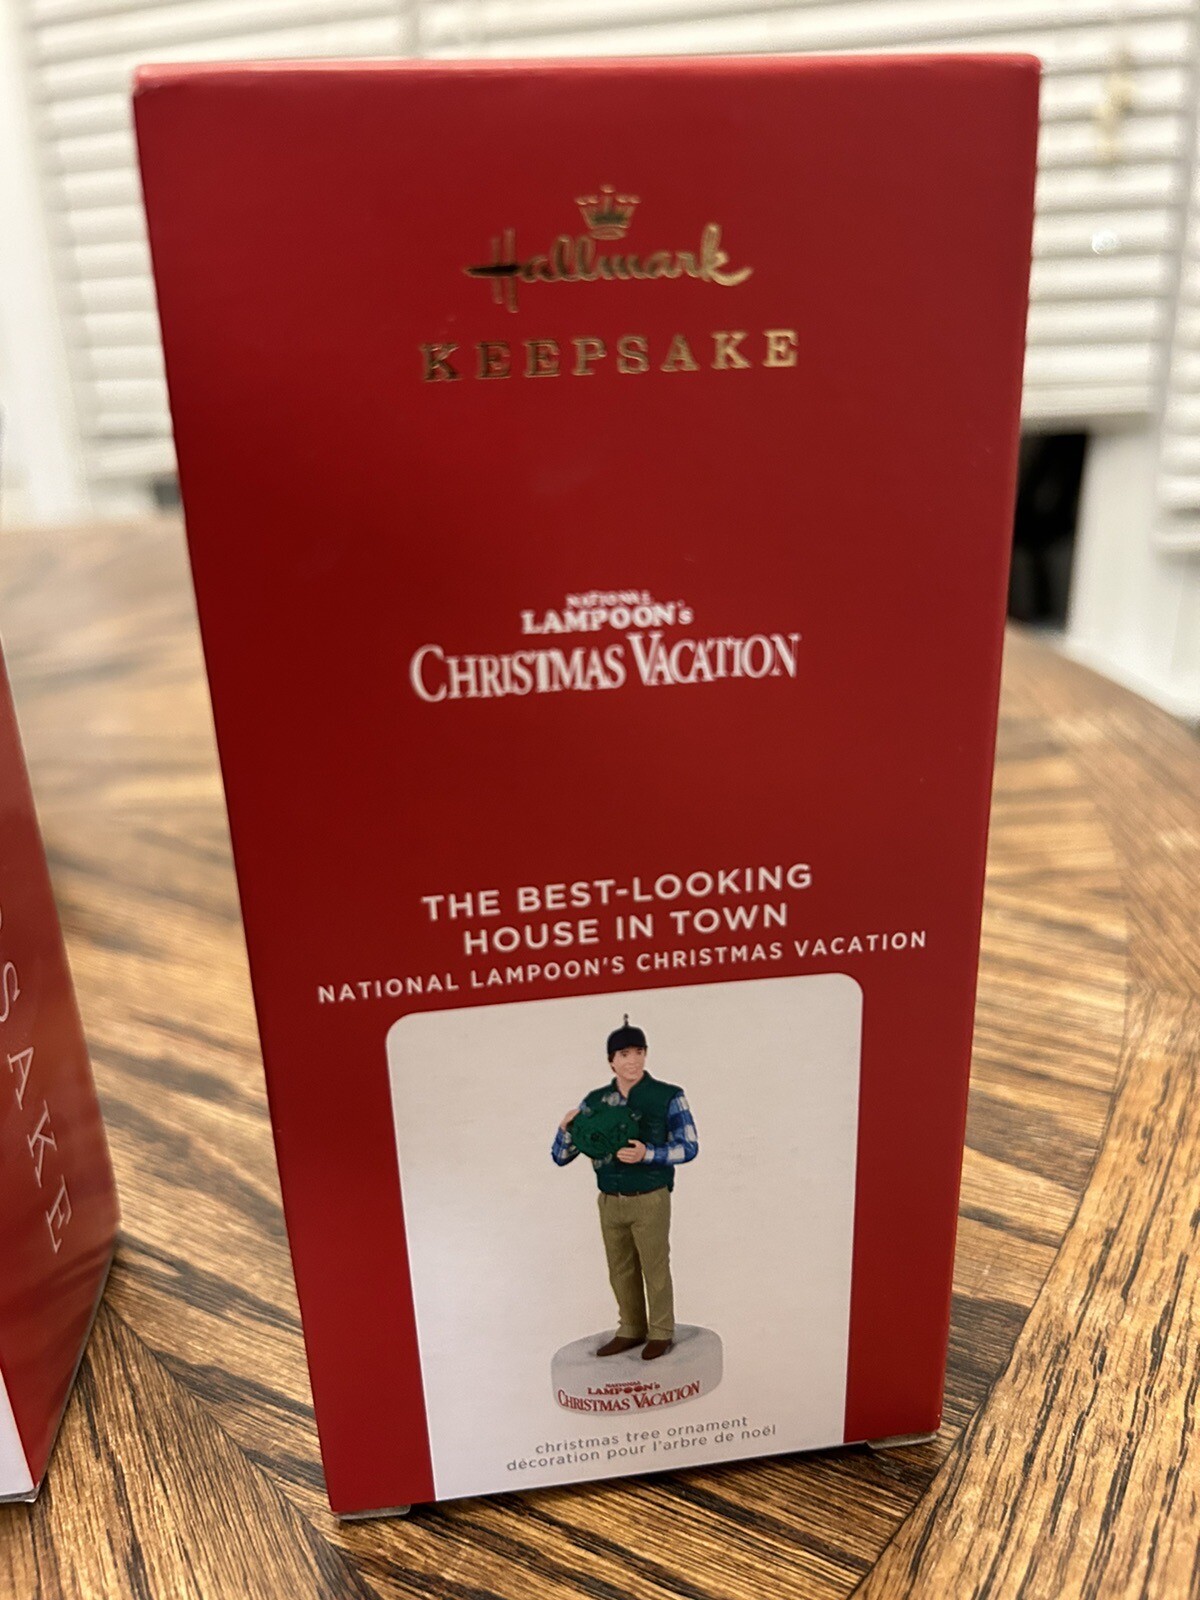 Hallmark
KEEPSAKE
NATIONAL
LAMPOON's
CHRISTMAS VACATION
THE BEST-LOOKING
HOUSE IN TOWN
NATIONAL LAMPOON'S CHRISTMAS VACATION
NATIONAL
LAMPOON's
CHRISTMAS VACATION
christmas tree ornament
décoration pour l'arbre de noël